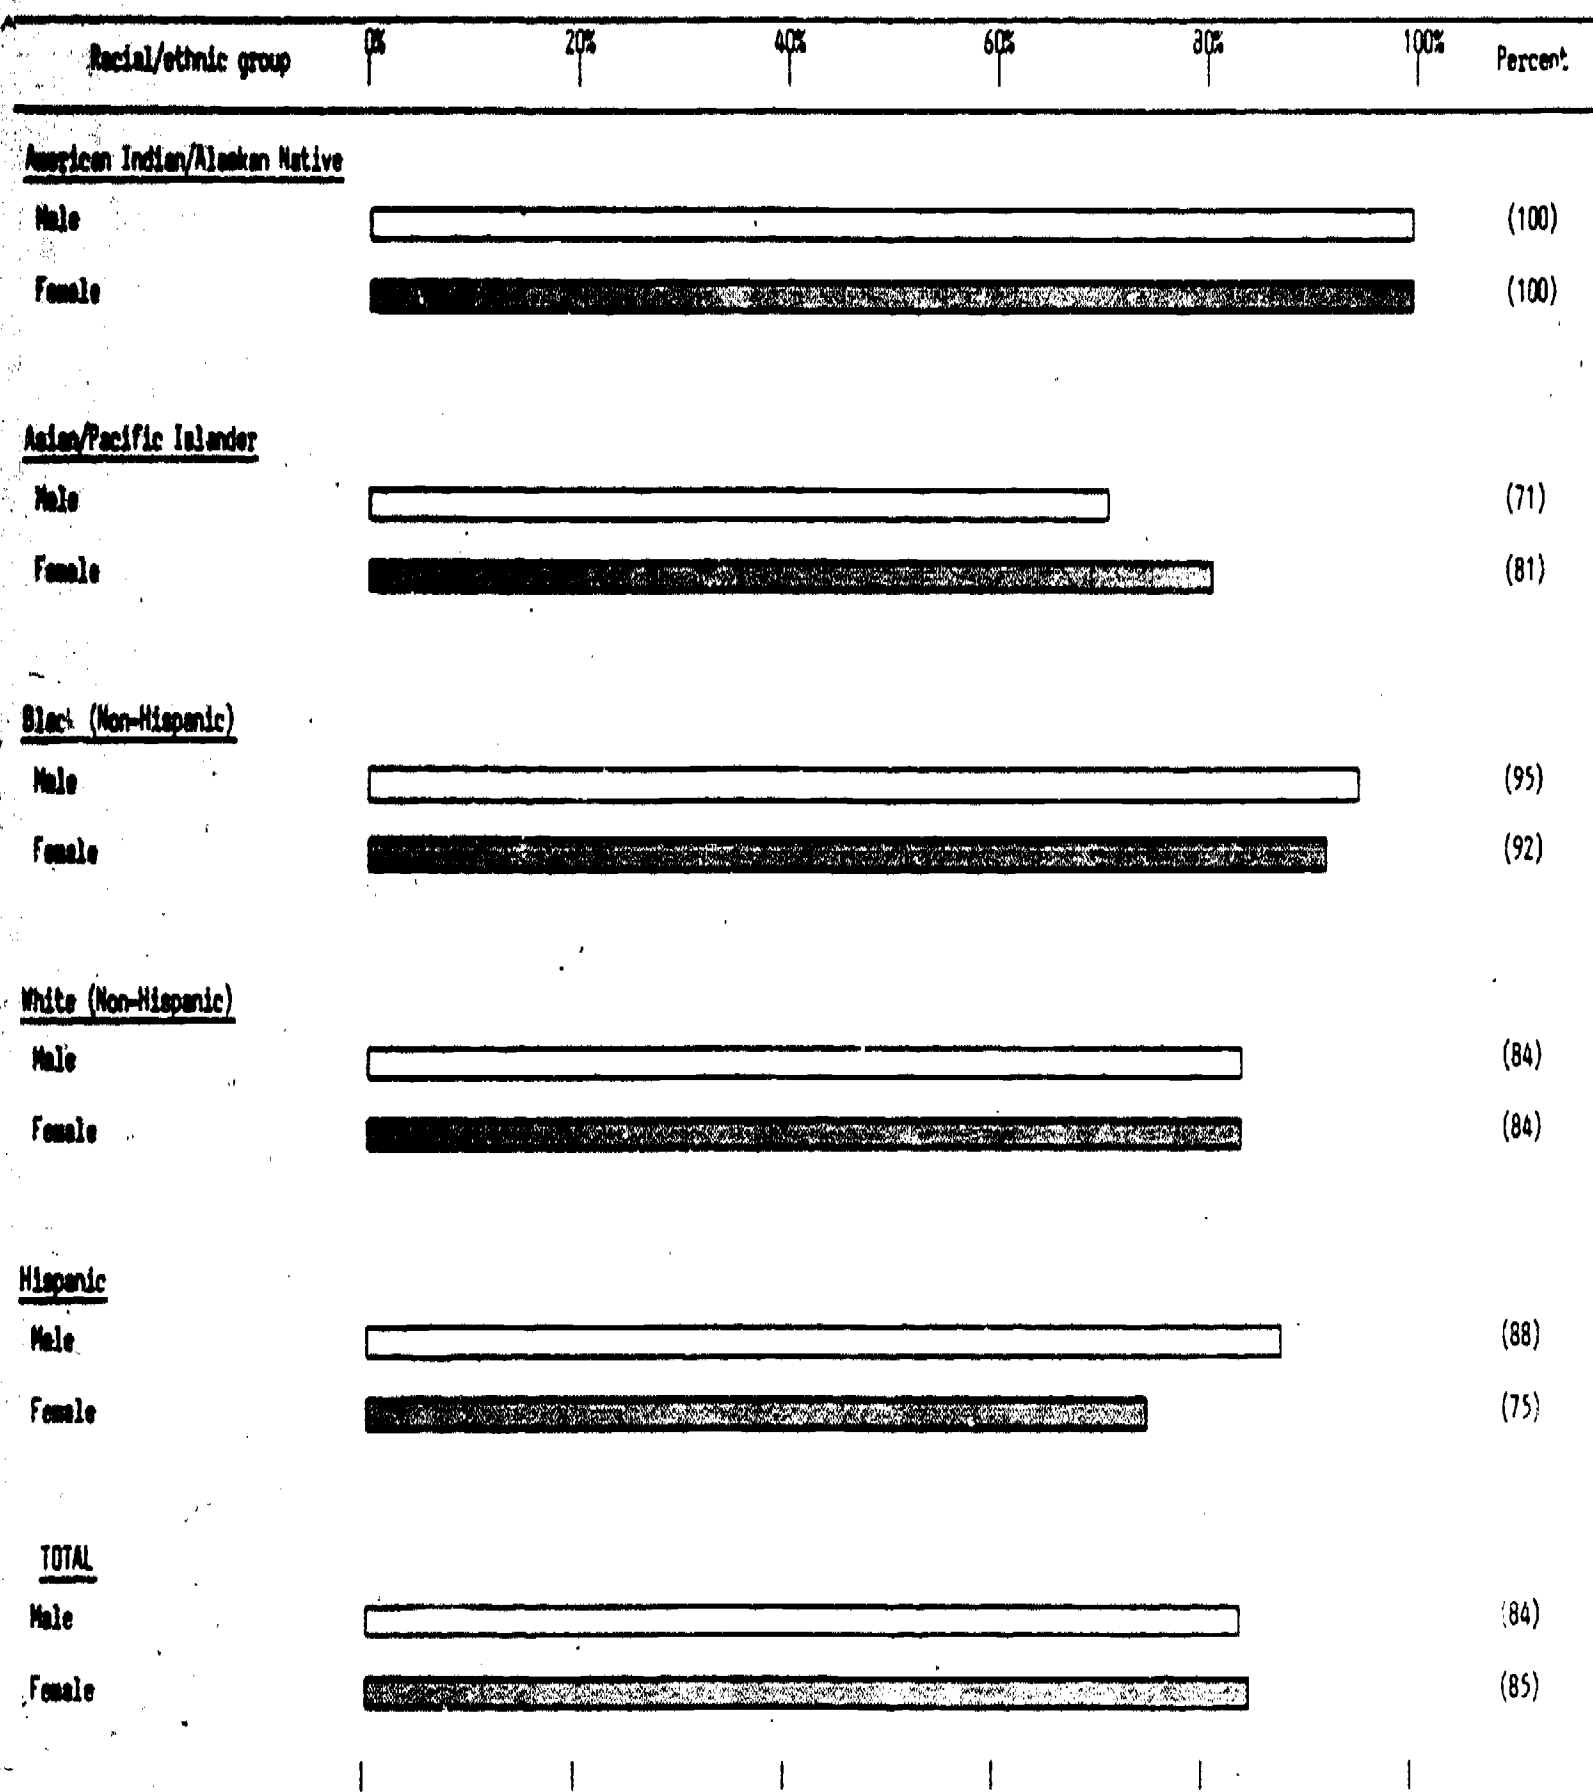 Racial/ethnic group 0% 20% 40% 60% 80% 100% Percent
American Indian/Alaskan Native
Male (100)
Female (100)
Asian/Pacific Islander
Male (71)
Female (81)
Black (Non-Hispanic)
Male (95)
Female (92)
White (Non-Hispanic)
Male (84)
Female (84)
Hispanic
Male (88)
Female (75)
TOTAL
Male (84)
Female (85)